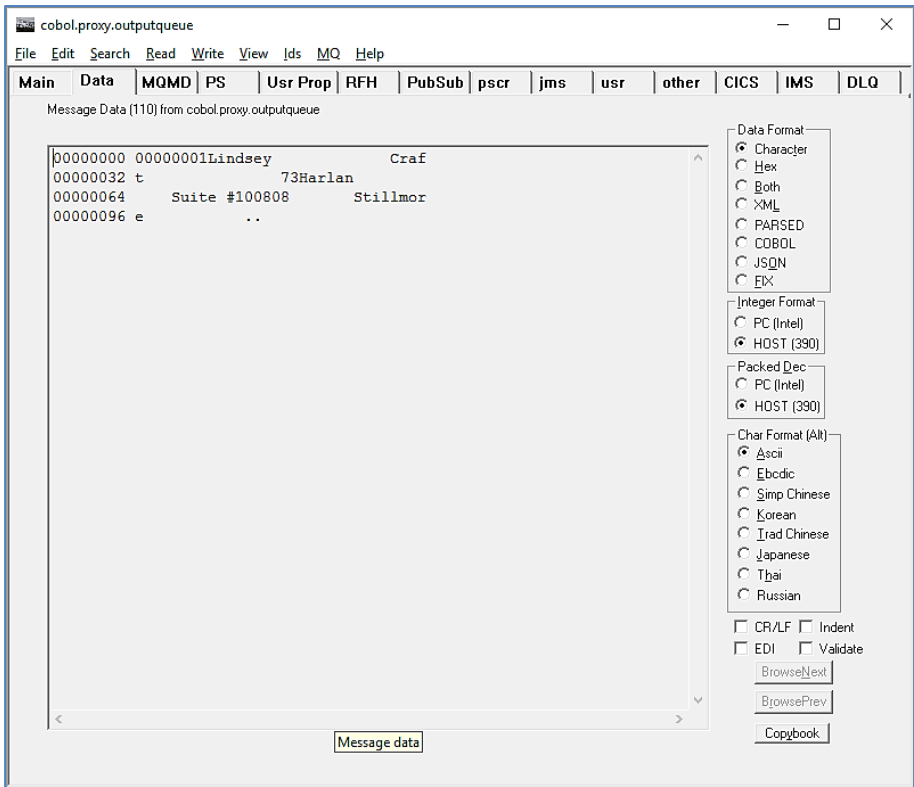 cobol.proxy.outputqueue
File Edit Search Read Write View Ids MQ Help
Main Data MQMD PS Usr Prop RFH PubSub pscr jms usr other CICS IMS DLQ
Message Data (110) from cobol.proxy.outputqueue
00000000 00000001Lindsey             Craf
00000032 t                 73Harlan
00000064     Suite #100808        Stillmor
00000096 e             ..
Message data
Data Format
Character
Hex
Both
XML
PARSED
COBOL
JSON
FIX
Integer Format
PC (Intel)
HOST (390)
Packed Dec
PC (Intel)
HOST (390)
Char Format (Alt)
Ascii
Ebcdic
Simp Chinese
Korean
Trad Chinese
Japanese
Thai
Russian
CR/LF Indent
EDI Validate
BrowseNext
BrowsePrev
Copybook